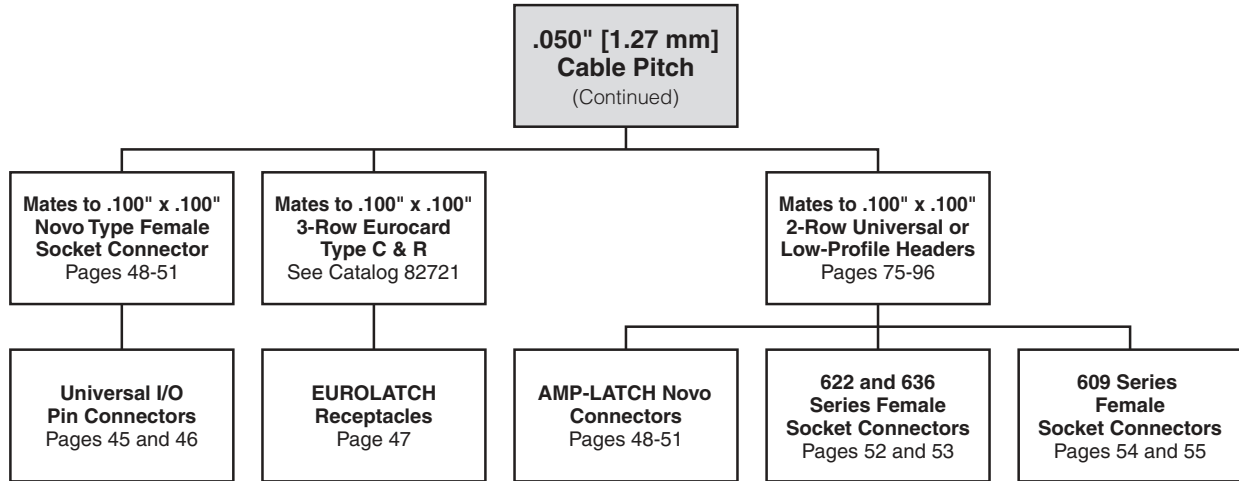 .050" [1.27 mm]
Cable Pitch
(Continued)
Mates to .100" x .100"
Novo Type Female
Socket Connector
Pages 48-51
Mates to .100" x .100"
3-Row Eurocard
Type C & R
See Catalog 82721
Mates to .100" x .100"
2-Row Universal or
Low-Profile Headers
Pages 75-96
Universal I/O
Pin Connectors
Pages 45 and 46
EUROLATCH
Receptacles
Page 47
AMP-LATCH Novo
Connectors
Pages 48-51
622 and 636
Series Female
Socket Connectors
Pages 52 and 53
609 Series
Female
Socket Connectors
Pages 54 and 55